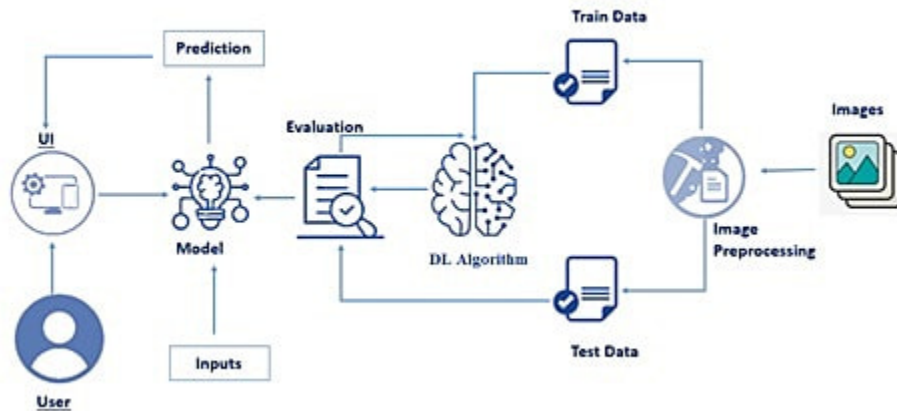 Train Data
Prediction
Images
Evaluation
UI
Model
DL Algorithm
Image
Preprocessing
Inputs
Test Data
User